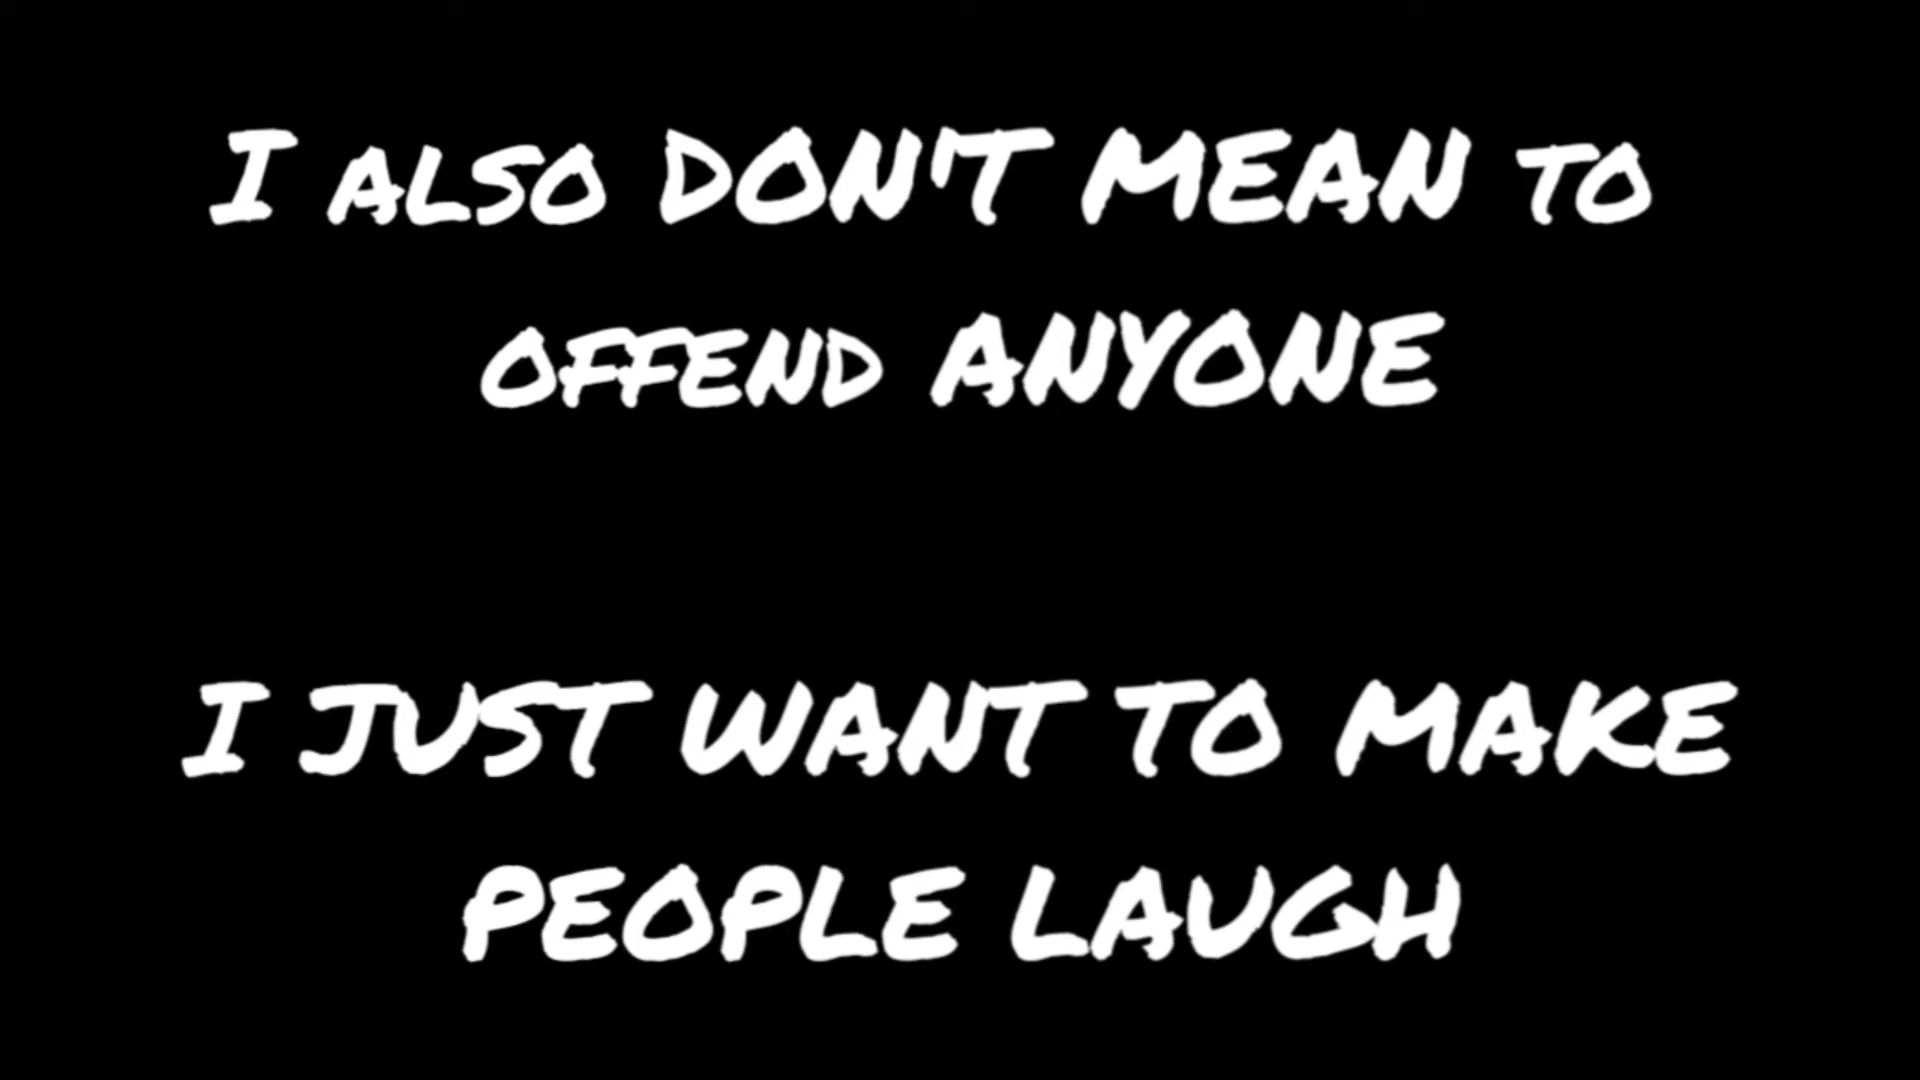 I also DON'T MEAN to
offend ANYONE
I JUST WANT TO MAKE
PEOPLE LAUGH